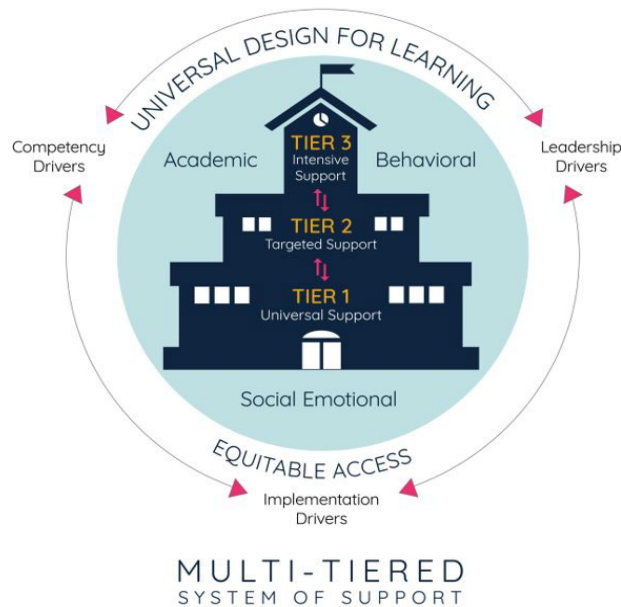 UNIVERSAL DESIGN FOR LEARNING
Competency
Drivers
Leadership
Drivers
Academic
Behavioral
TIER 3
Intensive
Support
TIER 2
Targeted Support
TIER 1
Universal Support
Social Emotional
EQUITABLE ACCESS
Implementation
Drivers
MULTI-TIERED
SYSTEM OF SUPPORT